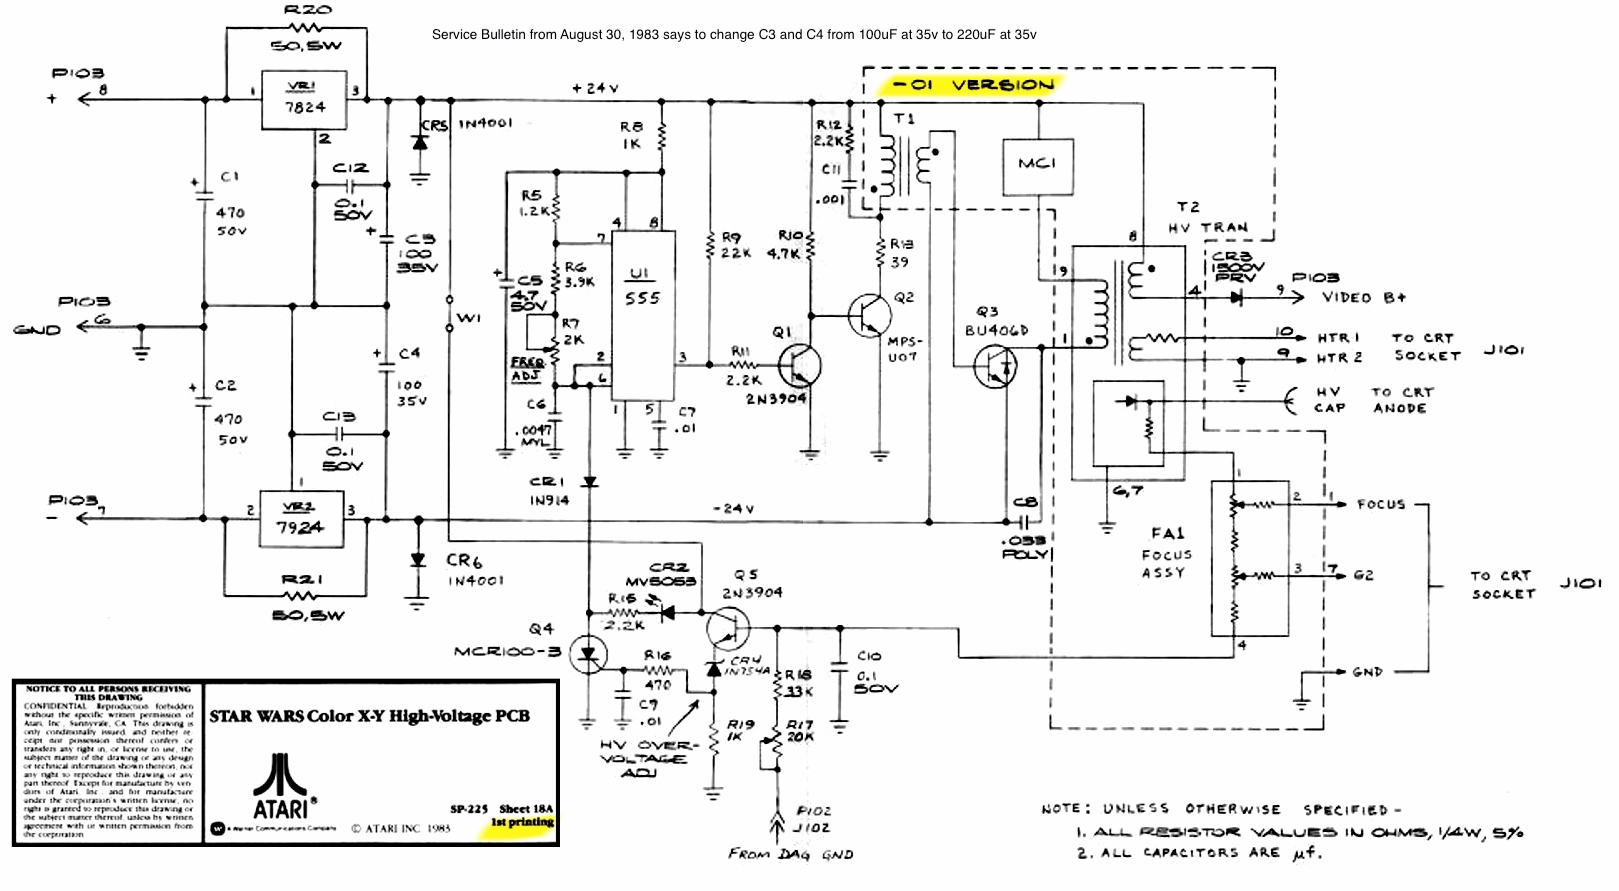 Service Bulletin from August 30, 1983 says to change C3 and C4 from 100uF at 35v to 220uF at 35v
R20
50,5W
P103
+
8
1
VR1
7824
3
2
+24V
-01 VERSION
CR5 1N4001
R8
1K
R12
2.2K
T1
MC1
C1
+
470
50V
C12
0.1
50V
+
C3
100
35V
C11
.001
R5
1.2K
4
8
7
R9
22K
R10
4.7K
R13
39
T2
HV TRAN
8
9
CR3
1500V
PRV
P103
4
9
VIDEO B+
+
C5
4.7
50V
R6
3.9K
U1
555
P103
6
GND
W1
R7
2K
FREQ
ADJ
Q1
Q2
MPS-
U07
Q3
BU406D
1
10
HTR1
9
HTR2
TO CRT
SOCKET
J101
+
C4
100
35V
2
6
3
R11
2.2K
2N3904
+
C2
470
50V
C6
.0047
MYL
1
5
C7
.01
HV
CAP
TO CRT
ANODE
C13
0.1
50V
CR1
1N914
6,7
P103
-
7
2
1
VR2
7924
3
-24V
C8
.033
POLY
1
2
1
FOCUS
FA1
FOCUS
ASSY
3
7
G2
TO CRT
SOCKET
J101
4
GND
R21
50,5W
CR6
1N4001
CR2
MV5053
Q5
2N3904
R15
2.2K
Q4
MCR100-3
R16
470
CR4
1N754A
R18
33K
C10
0.1
50V
C9
.01
R19
1K
R17
20K
HV OVER-
VOLTAGE
ADJ
P102
J102
FROM DAG GND
NOTICE TO ALL PERSONS RECEIVING
THIS DRAWING
CONFIDENTIAL Reproduction forbidden
without the specific written permission of
Atari, Inc., Sunnyvale, CA This drawing is
only conditionally issued, and neither re-
ceipt nor possession thereof confers or
transfers any right in, or license to use, the
subject matter of the drawing or any design
or technical information shown thereon, nor
any right to reproduce this drawing or any
part thereof. Except for manufacture by ven-
dors of Atari, Inc., and for manufacture
under the corporation's written license, no
right is granted to reproduce this drawing or
the subject matter thereof, unless by written
agreement with or written permission from
the corporation
STAR WARS Color X-Y High-Voltage PCB
ATARI®
A Warner Communications Company
© ATARI INC 1983
SP-225 Sheet 18A
1st printing
NOTE: UNLESS OTHERWISE SPECIFIED-
1. ALL RESISTOR VALUES IN OHMS, 1/4W, 5%
2. ALL CAPACITORS ARE µf.